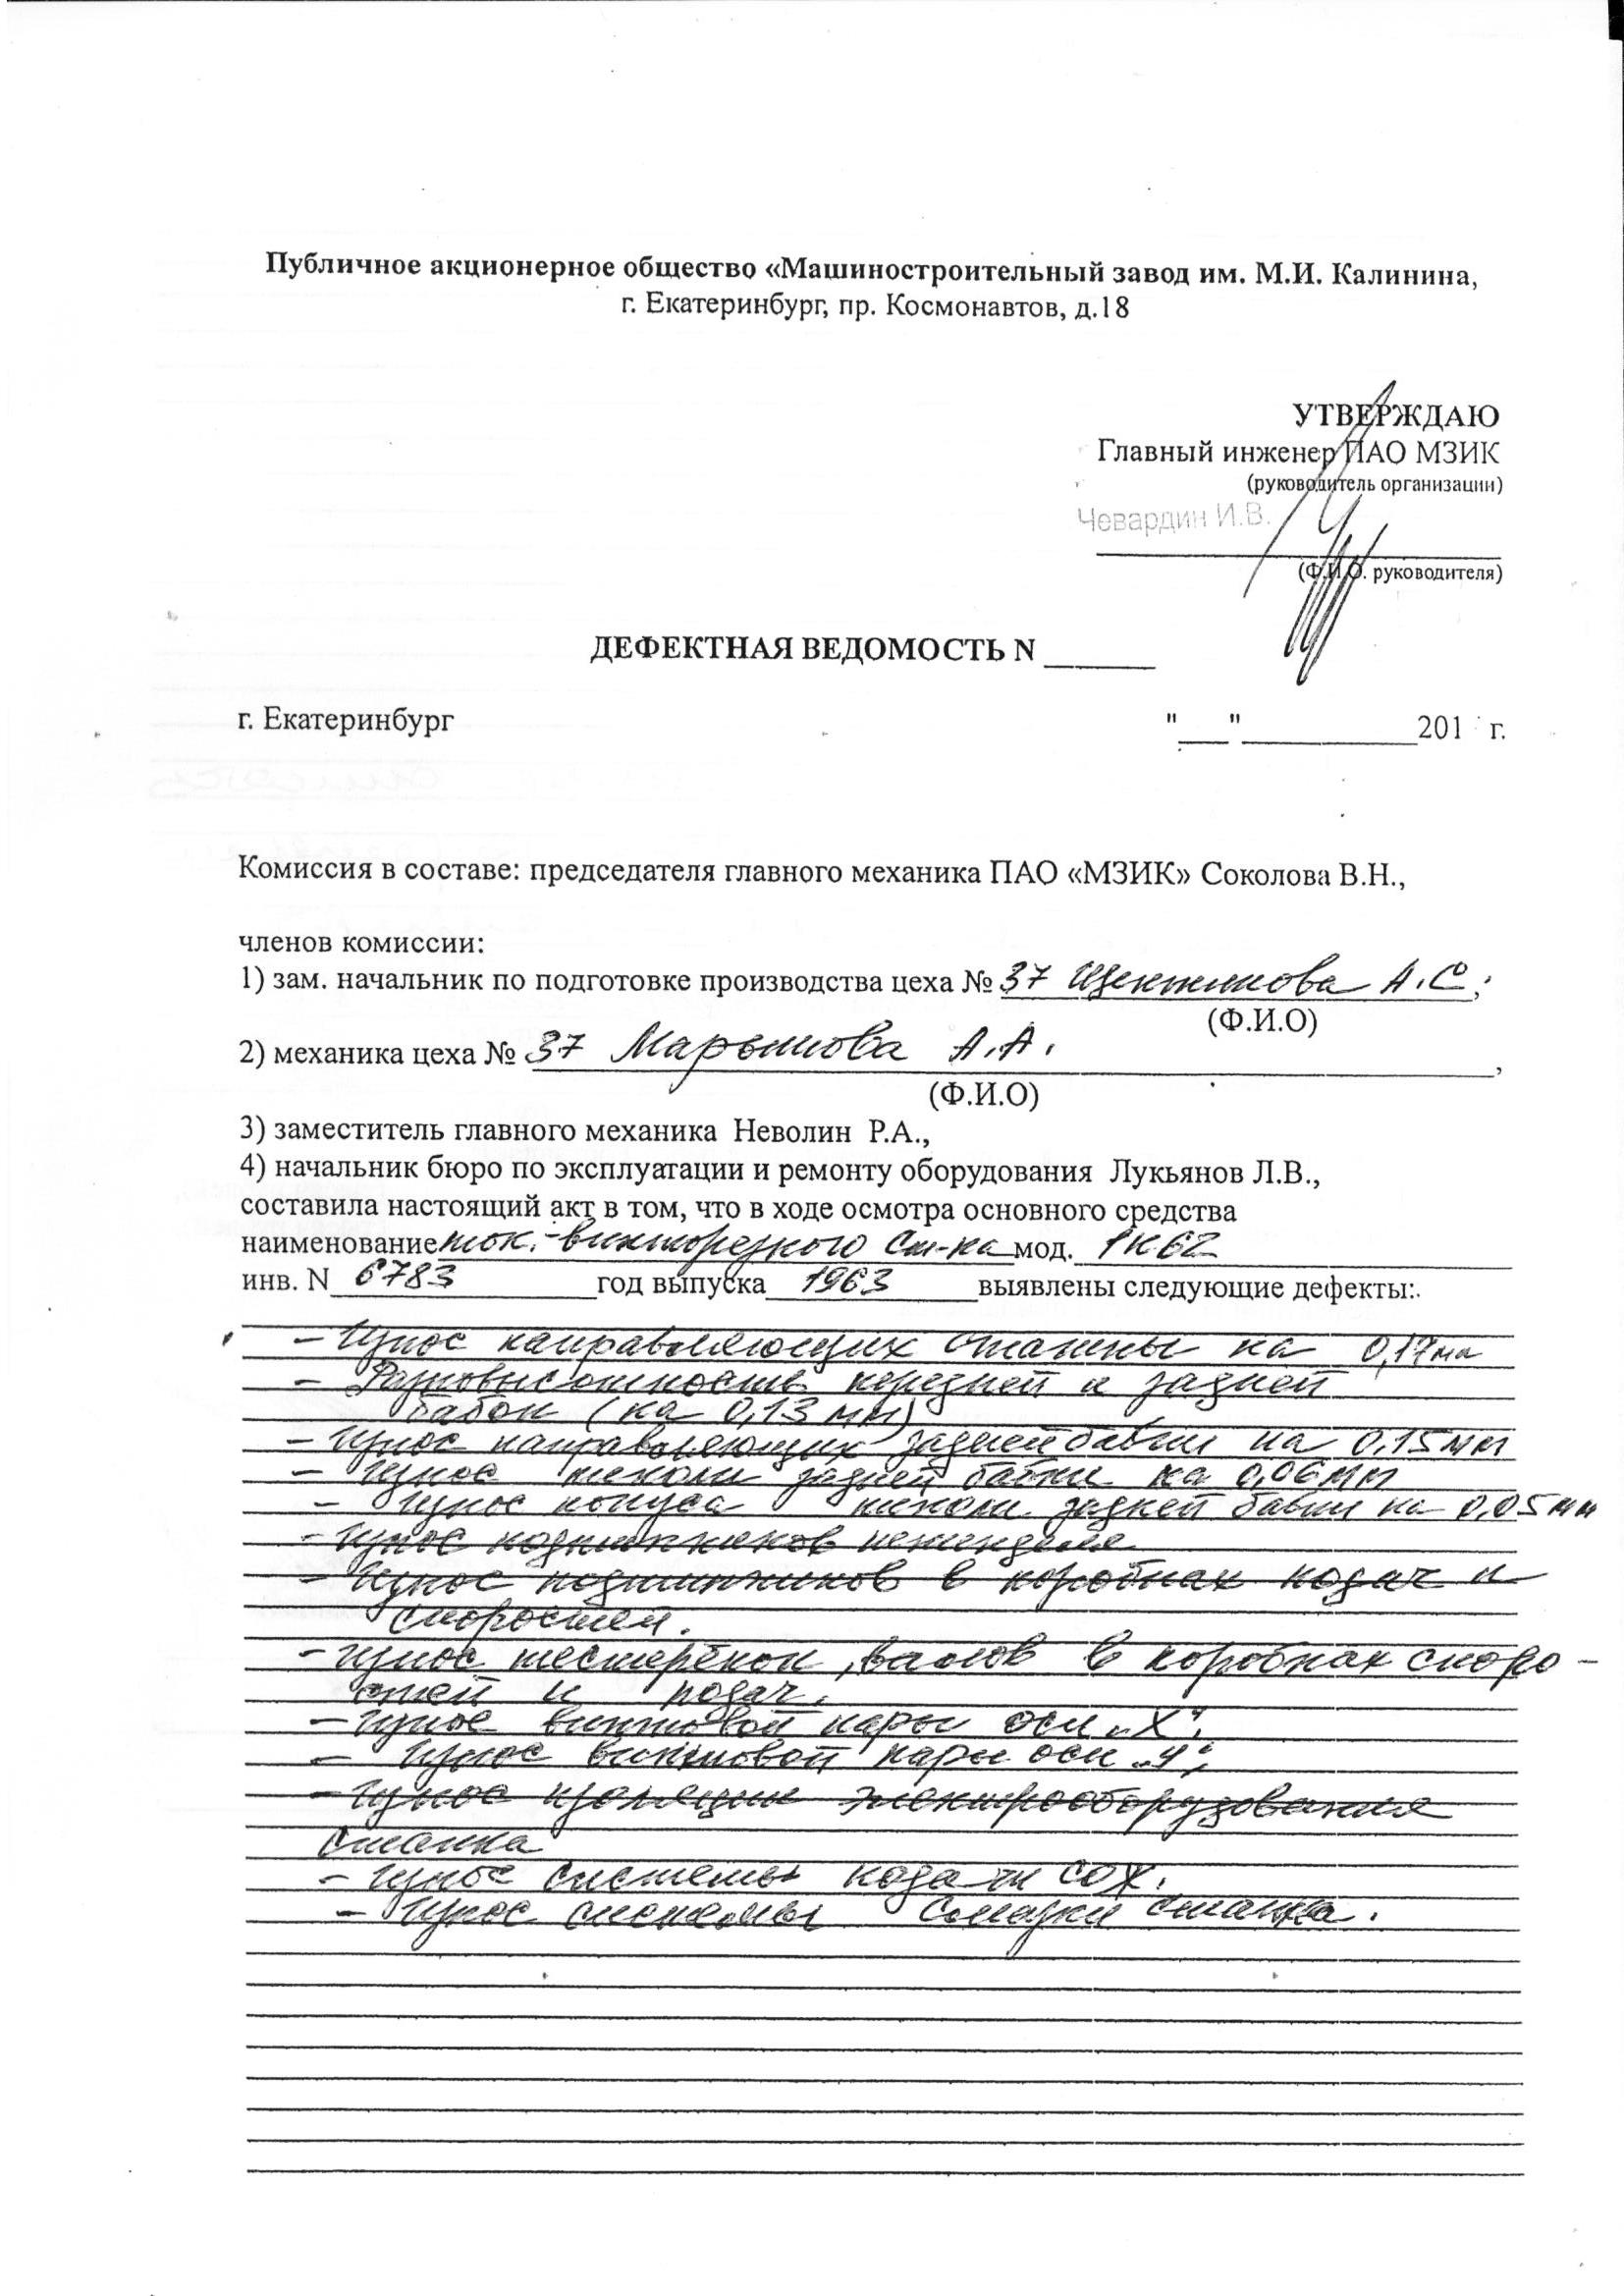 Публичное акционерное общество «Машиностроительный завод им. М.И. Калинина,
г. Екатеринбург, пр. Космонавтов, д.18
УТВЕРЖДАЮ
Главный инженер ПАО МЗИК
(руководитель организации)
Чевардин И.В.
(Ф.И.О. руководителя)
ДЕФЕКТНАЯ ВЕДОМОСТЬ N ______
г. Екатеринбург
"___"___________201 г.
Комиссия в составе: председателя главного механика ПАО «МЗИК» Соколова В.Н.,
членов комиссии:
1) зам. начальник по подготовке производства цеха № 37 А.С;
(Ф.И.О)
2) механика цеха № 37 А.А.,
(Ф.И.О)
3) заместитель главного механика Неволин Р.А.,
4) начальник бюро по эксплуатации и ремонту оборудования Лукьянов Л.В.,
составила настоящий акт в том, что в ходе осмотра основного средства
наименование ток.-винторезного ст-ка мод. 1К62
инв. N 6783 год выпуска 1963 выявлены следующие дефекты:.
- Износ направляющих станины на
- Разновысотность передней и задней
бабок (на 0,13 мм)
- Износ направляющих задней бабки на 0,15мм
- Износ пиноли задней бабки на 0,06мм
- Износ конуса пиноли задней бабки на 0,05мм
- Износ подшипников шпинделя
- Износ подшипников в коробках подач и
скоростей.
- Износ шестерёнок, валов в коробках скоро-
стей и подач.
- Износ винтовой пары оси "Х";
- Износ винтовой пары оси "У";
- Износ изоляции электрооборудования
станка
- Износ системы подачи СОЖ.
- Износ системы смазки станка.